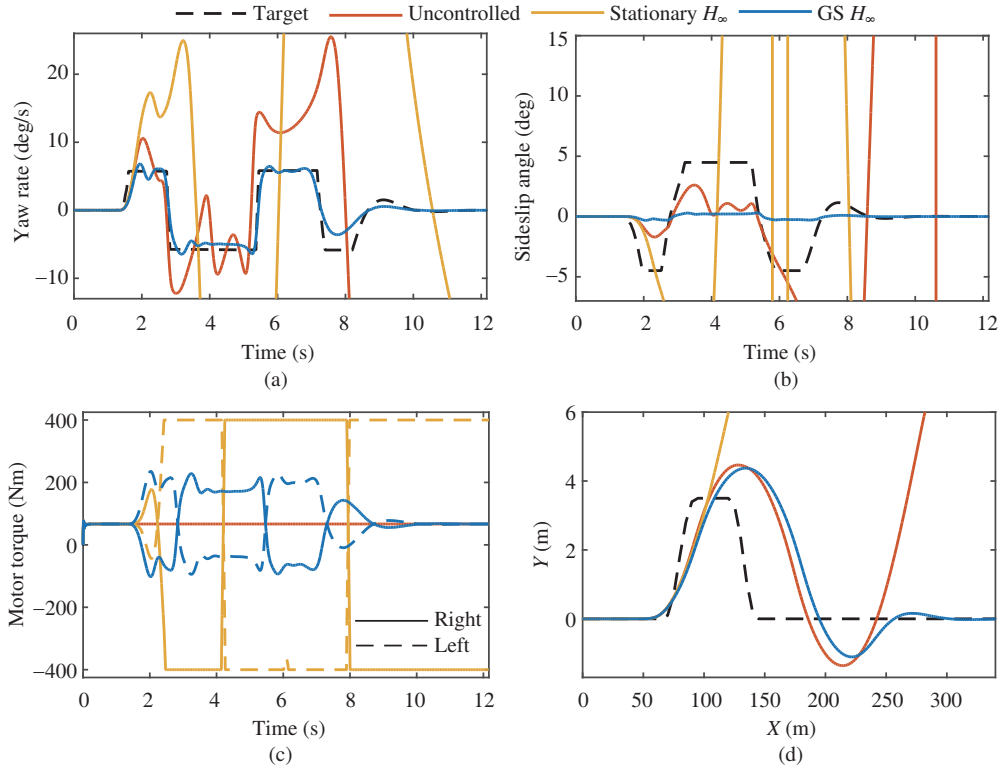 Target Uncontrolled Stationary H∞ GS H∞
20
10
0
−10
Yaw rate (deg/s)
0 2 4 6 8 10 12
Time (s)
(a)
15
10
5
0
−5
Sideslip angle (deg)
0 2 4 6 8 10 12
Time (s)
(b)
400
200
0
−200
−400
Motor torque (Nm)
Right
Left
0 2 4 6 8 10 12
Time (s)
(c)
6
4
2
0
Y (m)
0 50 100 150 200 250 300
X (m)
(d)